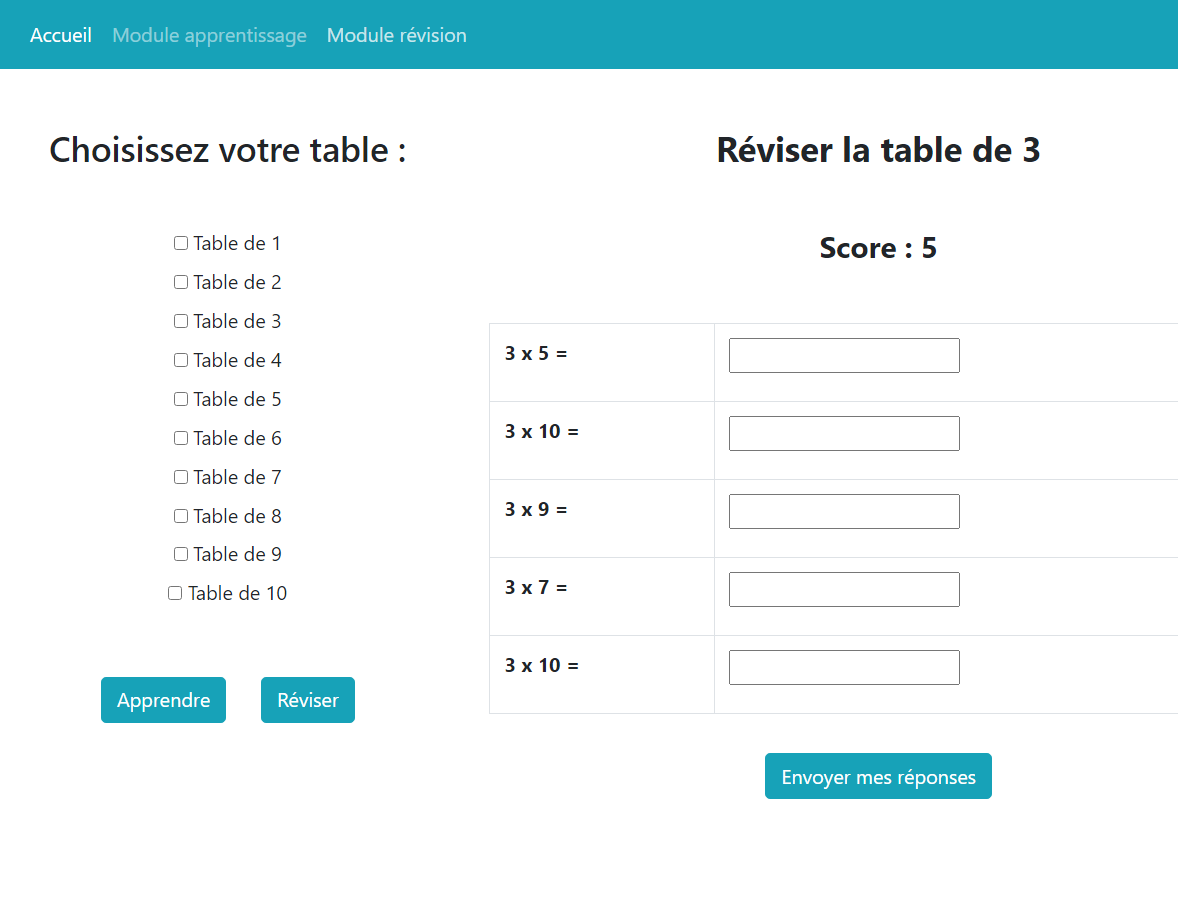 Accueil Module apprentissage Module révision
Choisissez votre table :
Table de 1
Table de 2
Table de 3
Table de 4
Table de 5
Table de 6
Table de 7
Table de 8
Table de 9
Table de 10
Apprendre Réviser
Réviser la table de 3
Score : 5
3 x 5 =
3 x 10 =
3 x 9 =
3 x 7 =
3 x 10 =
Envoyer mes réponses